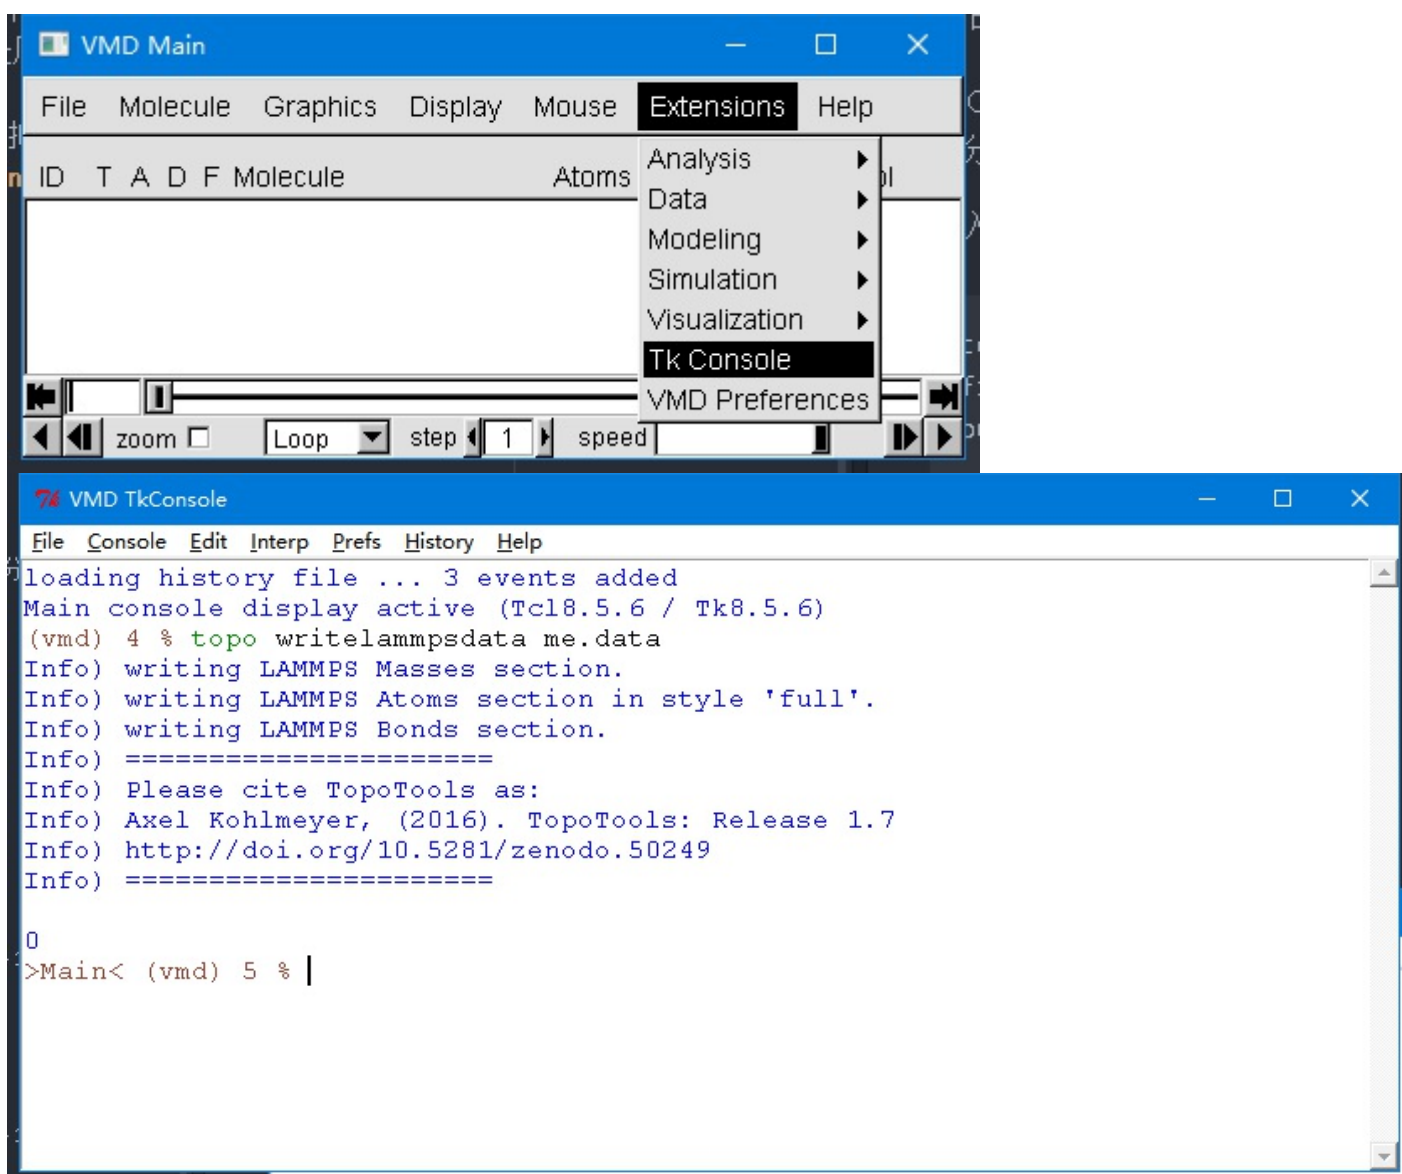 VMD Main
File Molecule Graphics Display Mouse Extensions Help
ID T A D F Molecule Atoms
Analysis
Data
Modeling
Simulation
Visualization
Tk Console
VMD Preferences
zoom Loop step 1 speed
VMD TkConsole
File Console Edit Interp Prefs History Help
loading history file ... 3 events added
Main console display active (Tcl8.5.6 / Tk8.5.6)
(vmd) 4 % topo writelammpsdata me.data
Info) writing LAMMPS Masses section.
Info) writing LAMMPS Atoms section in style 'full'.
Info) writing LAMMPS Bonds section.
Info) ======================
Info) Please cite TopoTools as:
Info) Axel Kohlmeyer, (2016). TopoTools: Release 1.7
Info) http://doi.org/10.5281/zenodo.50249
Info) ======================
0
>Main< (vmd) 5 %